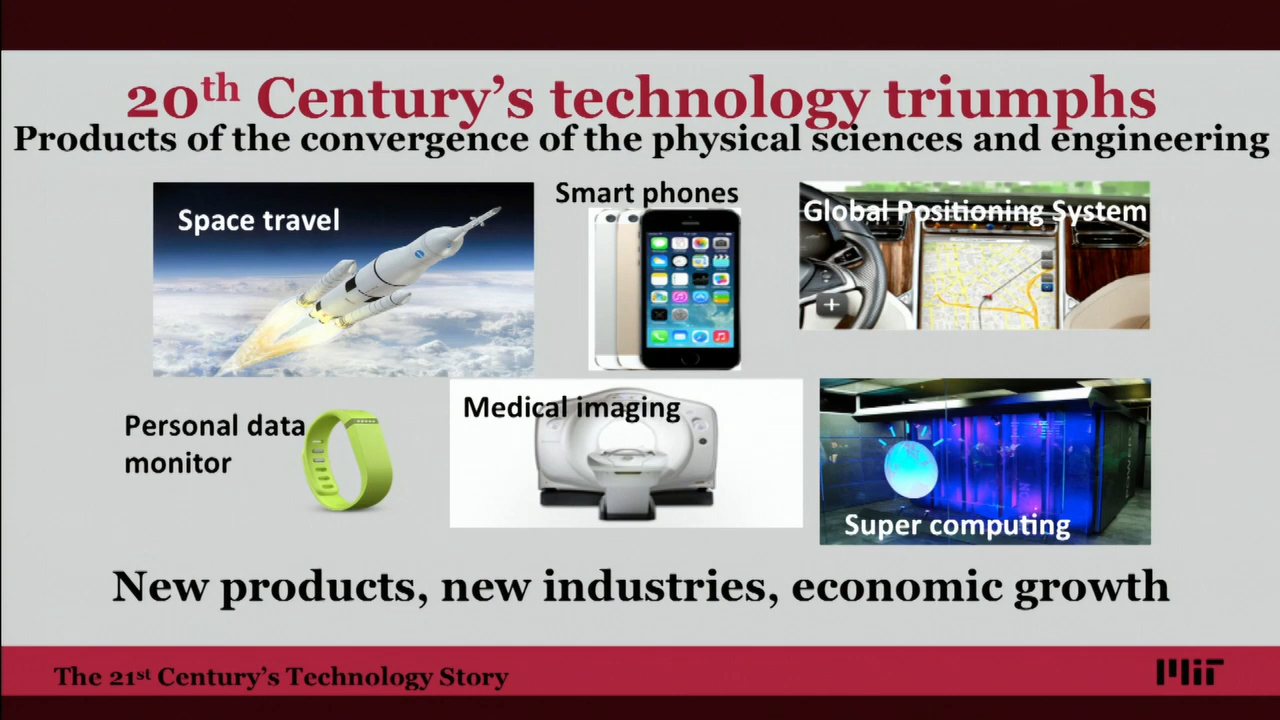 20th Century's technology triumphs
Products of the convergence of the physical sciences and engineering
Space travel
Smart phones
Global Positioning System
Personal data
monitor
Medical imaging
Super computing
New products, new industries, economic growth
The 21st Century's Technology Story
MIT